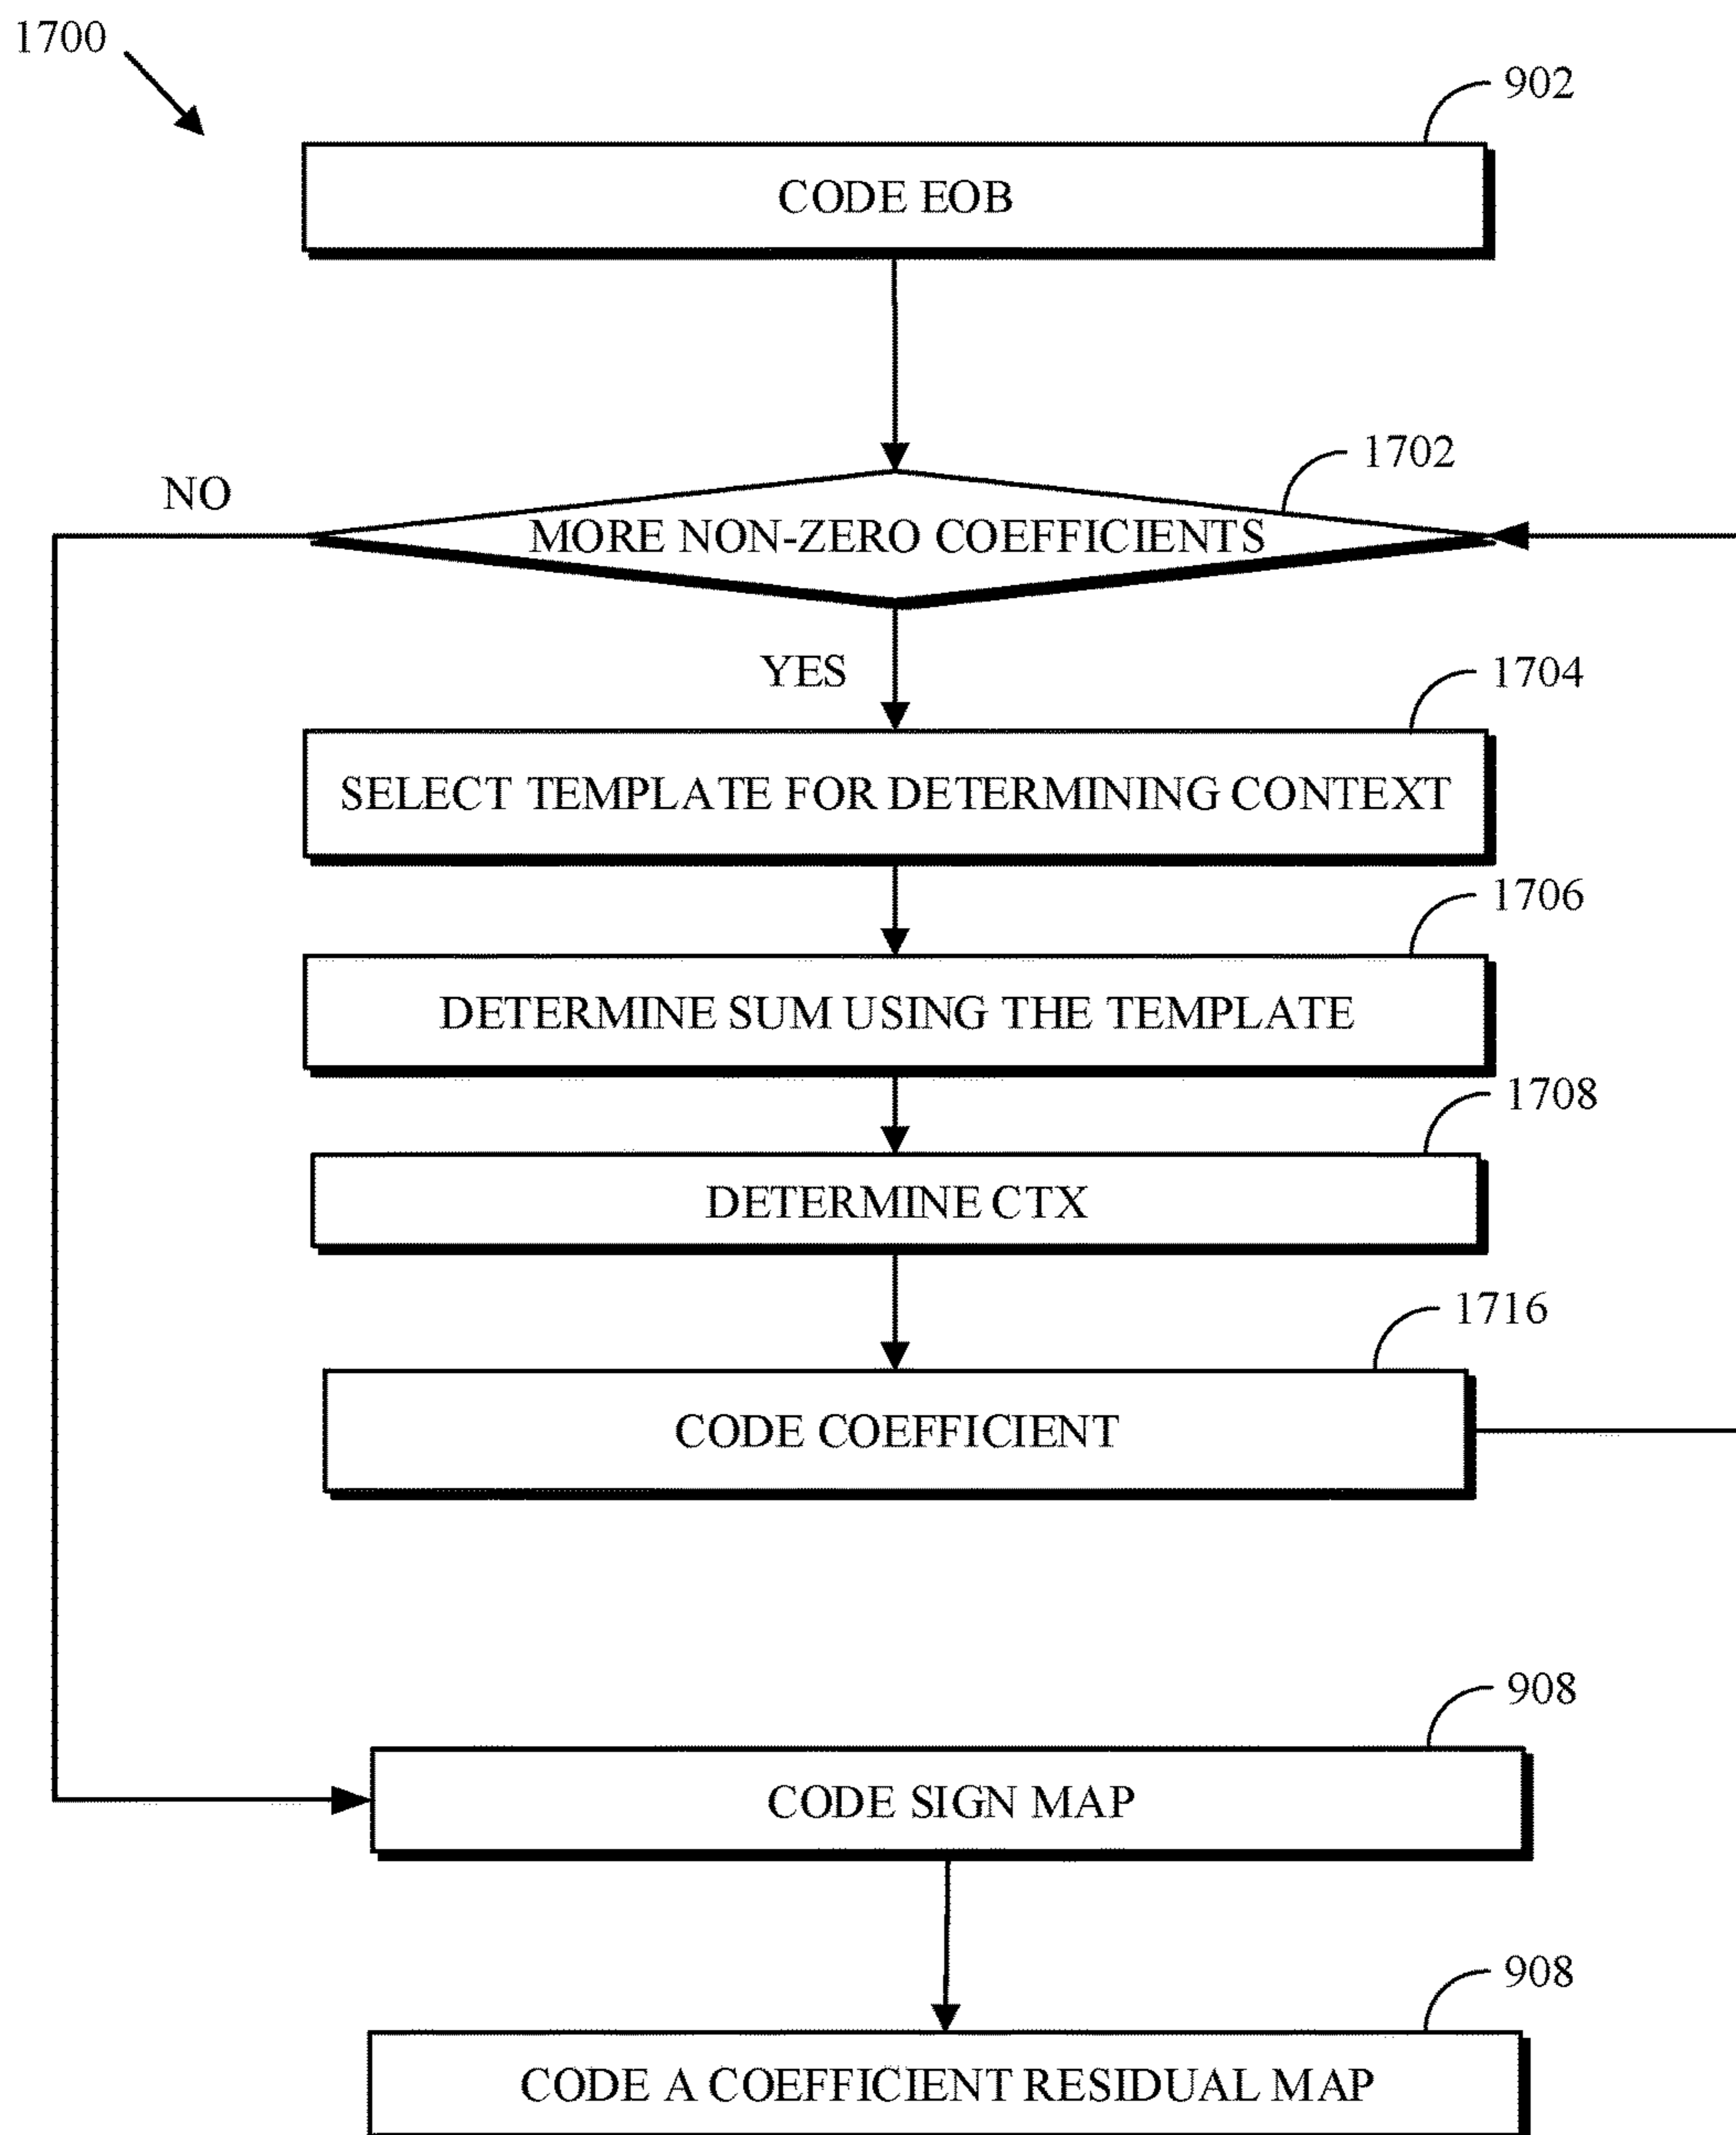 1700
902
CODE EOB
1702
NO
MORE NON-ZERO COEFFICIENTS
YES
1704
SELECT TEMPLATE FOR DETERMINING CONTEXT
1706
DETERMINE SUM USING THE TEMPLATE
1708
DETERMINE CTX
1716
CODE COEFFICIENT
908
CODE SIGN MAP
908
CODE A COEFFICIENT RESIDUAL MAP